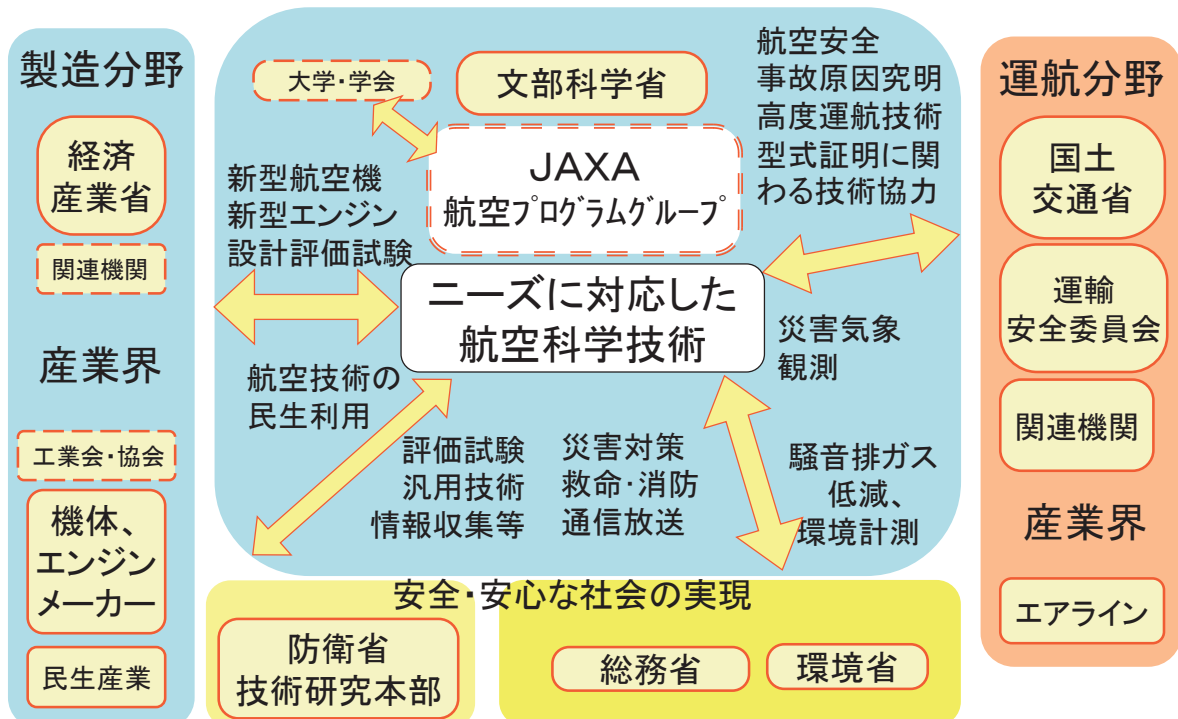 製造分野
経済
産業省
関連機関
産業界
工業会・協会
機体、
エンジン
メーカー
民生産業
大学・学会
文部科学省
JAXA
航空プログラムグループ
新型航空機
新型エンジン
設計評価試験
航空安全
事故原因究明
高度運航技術
型式証明に関
わる技術協力
ニーズに対応した
航空科学技術
航空技術の
民生利用
災害気象
観測
評価試験
汎用技術
情報収集等
災害対策
救命・消防
通信放送
騒音排ガス
低減、
環境計測
安全・安心な社会の実現
防衛省
技術研究本部
総務省
環境省
運航分野
国土
交通省
運輸
安全委員会
関連機関
産業界
エアライン